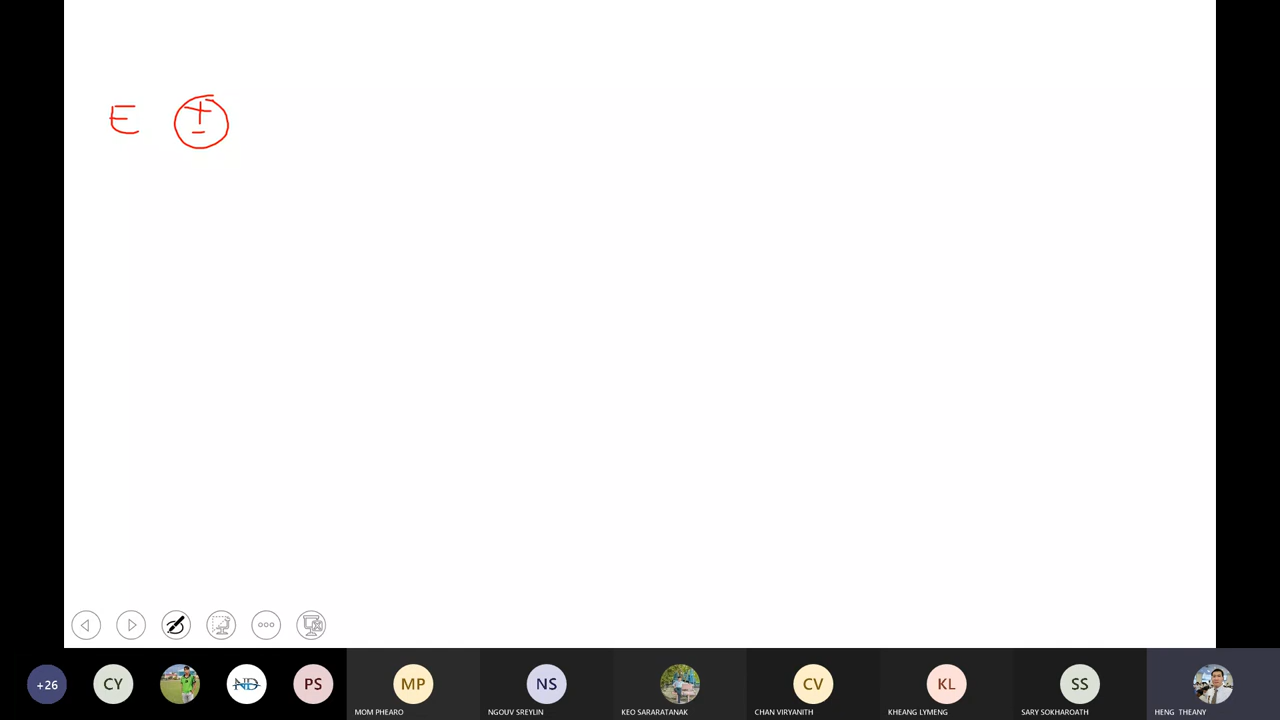 E +
-
+26 CY ND PS MP NS CV KL SS
MOM PHEARO NGOUV SREYLIN KEO SARARATANAK CHAN VIRYANITH KHEANG LYMENG SARY SOKHAROATH HENG THEANY